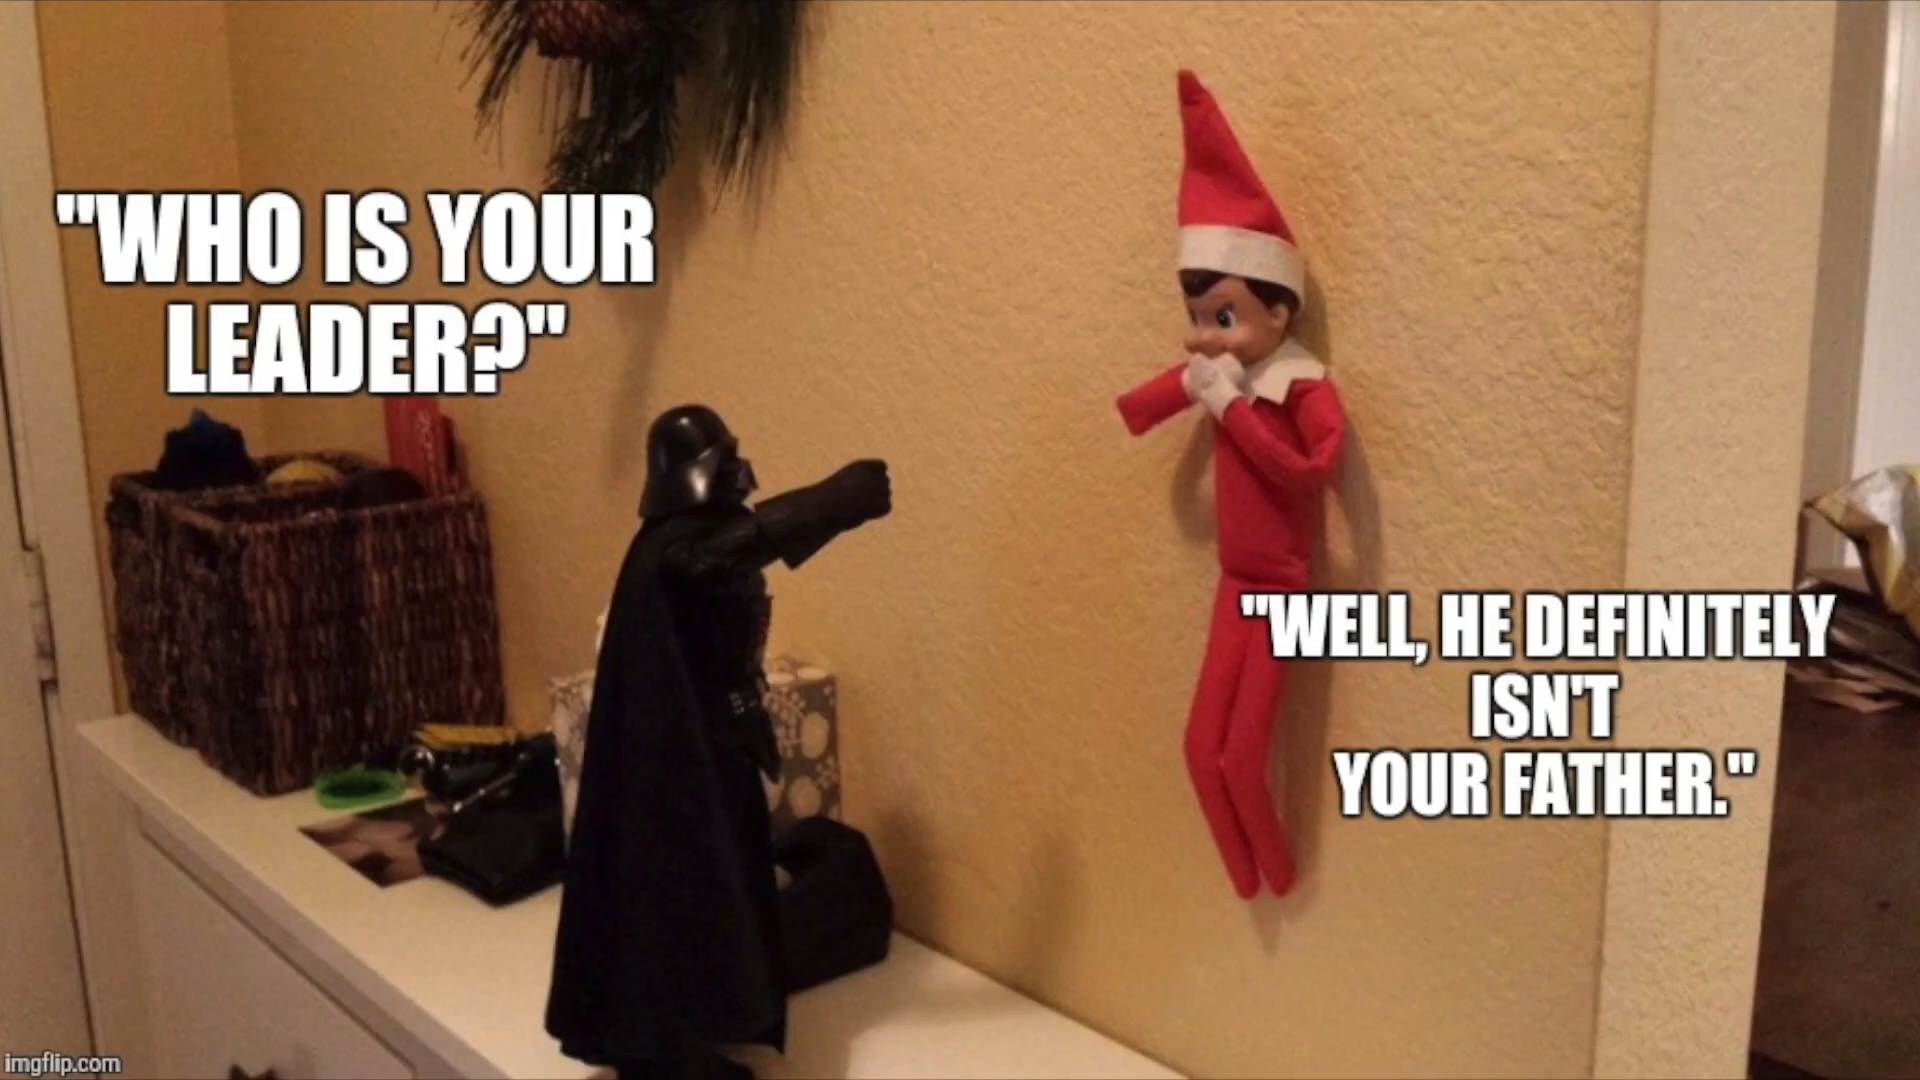 "WHO IS YOUR
LEADER?"
"WELL, HE DEFINITELY
ISN'T
YOUR FATHER."
imgflip.com